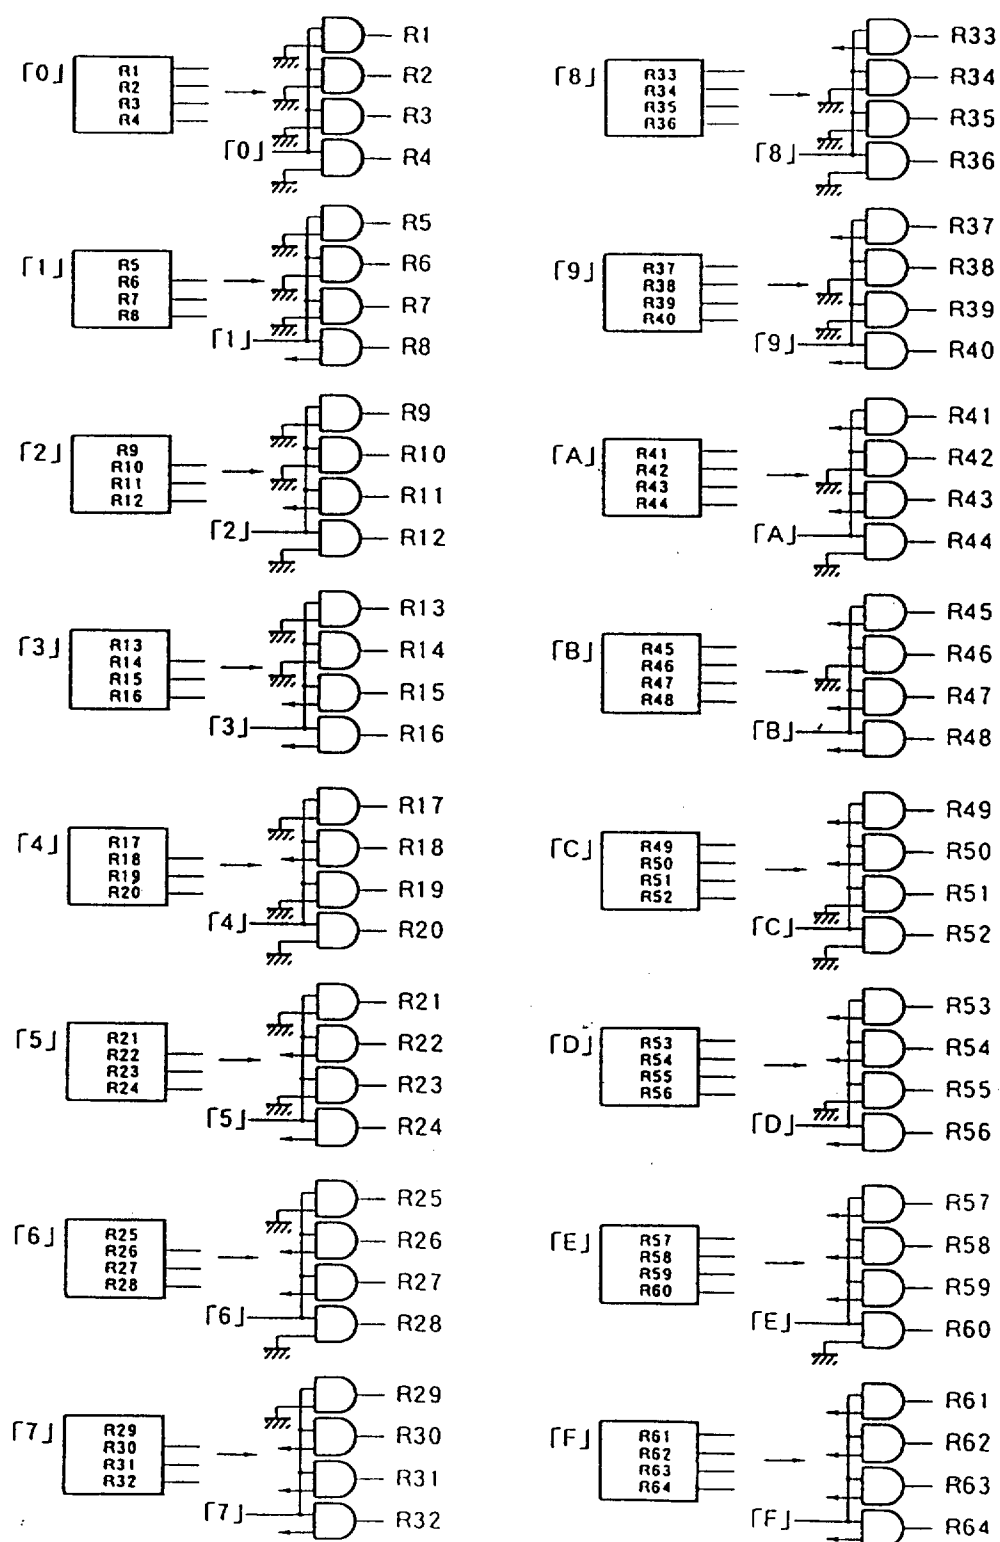 「0」
R1
R2
R3
R4
「0」
R1
R2
R3
R4
「1」
R5
R6
R7
R8
「1」
R5
R6
R7
R8
「2」
R9
R10
R11
R12
「2」
R9
R10
R11
R12
「3」
R13
R14
R15
R16
「3」
R13
R14
R15
R16
「4」
R17
R18
R19
R20
「4」
R17
R18
R19
R20
「5」
R21
R22
R23
R24
「5」
R21
R22
R23
R24
「6」
R25
R26
R27
R28
「6」
R25
R26
R27
R28
「7」
R29
R30
R31
R32
「7」
R29
R30
R31
R32
「8」
R33
R34
R35
R36
「8」
R33
R34
R35
R36
「9」
R37
R38
R39
R40
「9」
R37
R38
R39
R40
「A」
R41
R42
R43
R44
「A」
R41
R42
R43
R44
「B」
R45
R46
R47
R48
「B」
R45
R46
R47
R48
「C」
R49
R50
R51
R52
「C」
R49
R50
R51
R52
「D」
R53
R54
R55
R56
「D」
R53
R54
R55
R56
「E」
R57
R58
R59
R60
「E」
R57
R58
R59
R60
「F」
R61
R62
R63
R64
「F」
R61
R62
R63
R64